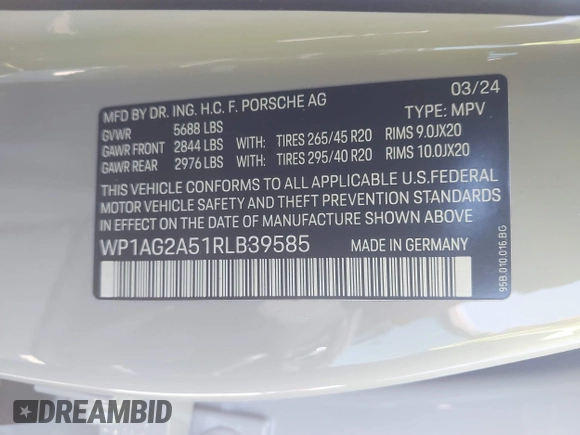 MFD BY DR. ING. H.C. F. PORSCHE AG 03/24
GVWR 5688 LBS TYPE: MPV
GAWR FRONT 2844 LBS WITH: TIRES 265/45 R20 RIMS 9.0JX20
GAWR REAR 2976 LBS WITH: TIRES 295/40 R20 RIMS 10.0JX20
THIS VEHICLE CONFORMS TO ALL APPLICABLE U.S.FEDERAL
MOTOR VEHICLE SAFETY AND THEFT PREVENTION STANDARDS
IN EFFECT ON THE DATE OF MANUFACTURE SHOWN ABOVE
WP1AG2A51RLB39585 MADE IN GERMANY
95B.010.016.BG
DREAMBID